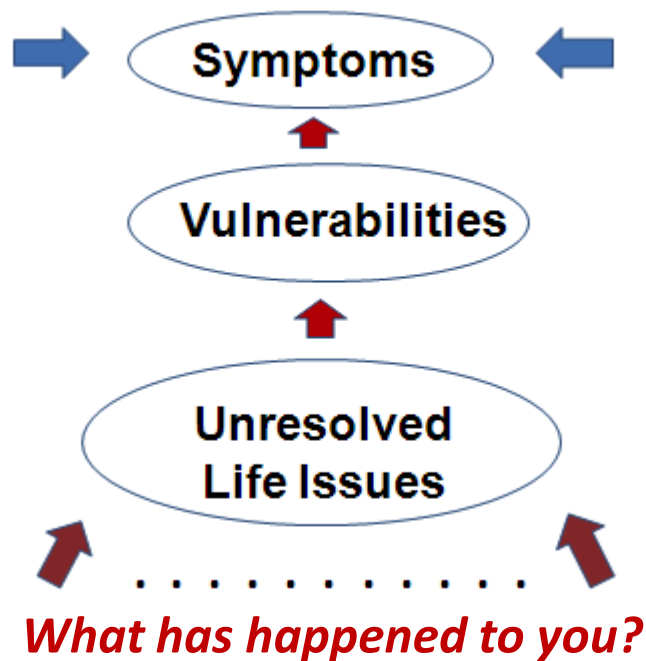 Symptoms
Vulnerabilities
Unresolved
Life Issues
. . . . . . . . . . .
What has happened to you?